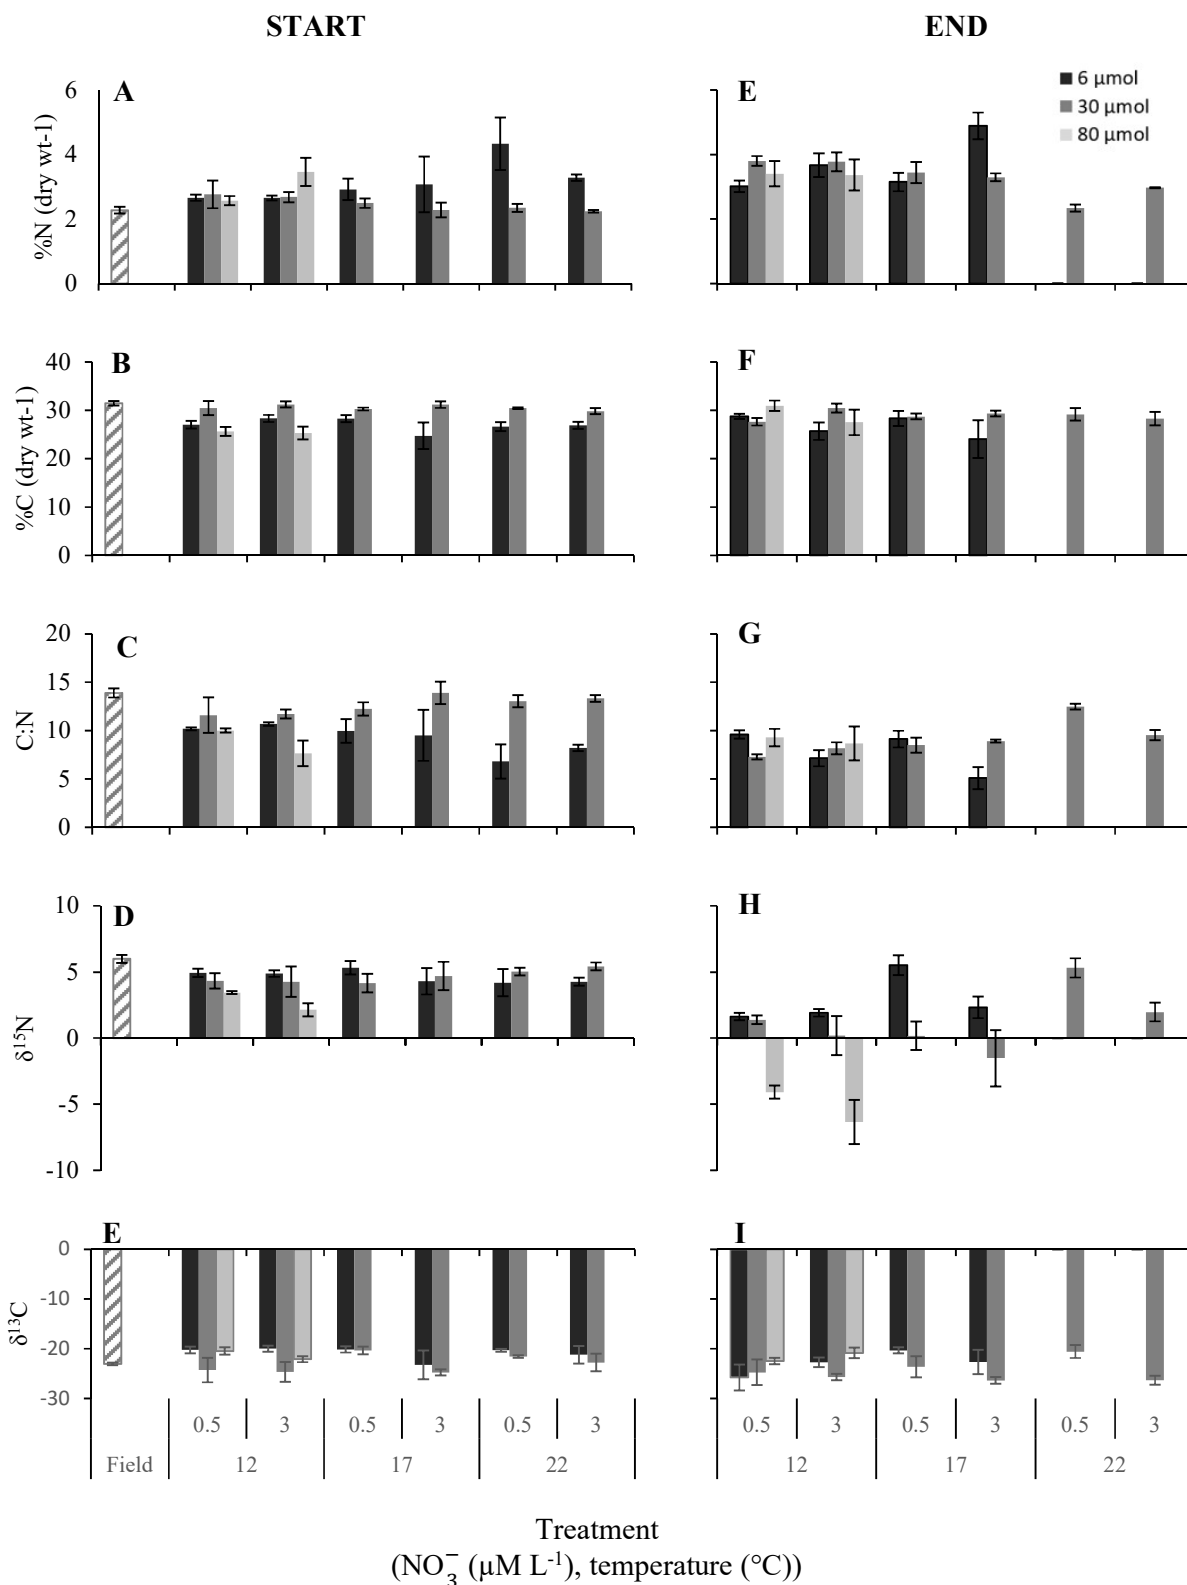 START
END
A
6
4
2
0
%N (dry wt-1)
E
6 µmol
30 µmol
80 µmol
B
40
30
20
10
0
%C (dry wt-1)
F
C
20
15
10
5
0
C:N
G
D
10
5
0
-5
-10
δ¹⁵N
H
E
0
-10
-20
-30
δ¹³C
I
0.5 3 0.5 3 0.5 3
Field 12 17 22
0.5 3 0.5 3 0.5 3
12 17 22
Treatment
(NO₃⁻ (µM L⁻¹), temperature (°C))